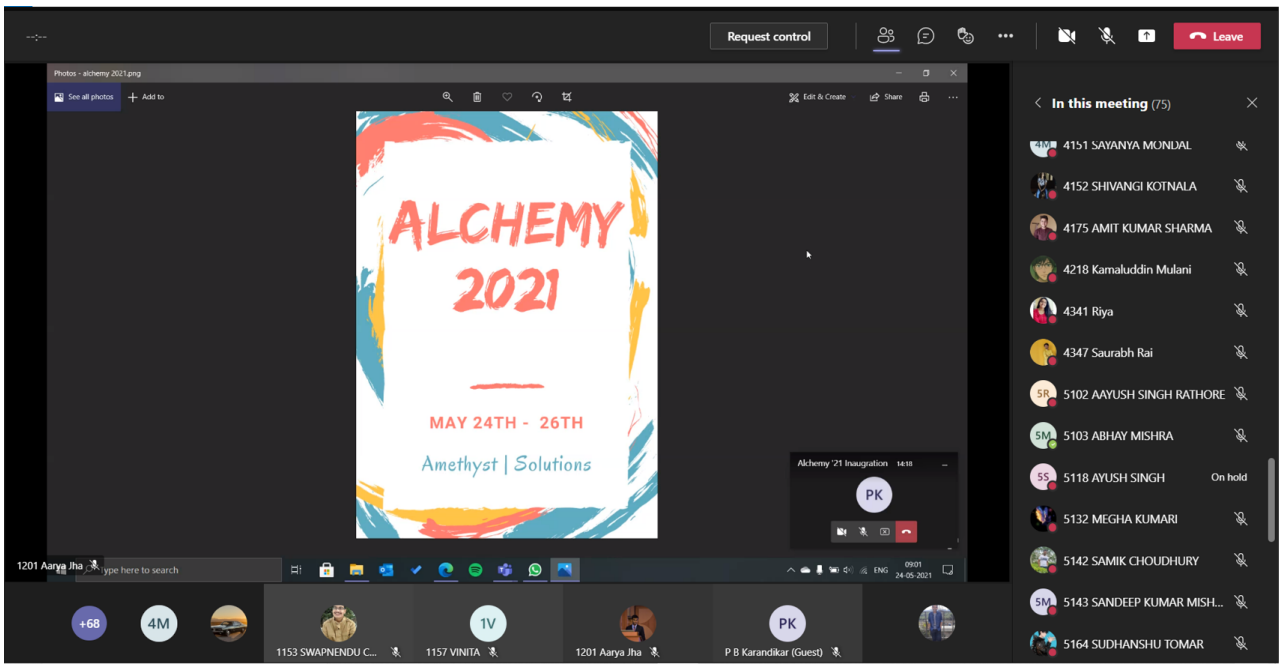 --:--
Request control
Leave
Photos - alchemy 2021.png
See all photos
Add to
Edit & Create
Share
ALCHEMY
2021
MAY 24TH - 26TH
Amethyst | Solutions
Alchemy '21 Inaugration 14:18
PK
1201 Aarya Jha
Type here to search
ENG
09:01
24-05-2021
+68
4M
1153 SWAPNENDU C...
1V
1157 VINITA
1201 Aarya Jha
PK
P B Karandikar (Guest)
In this meeting (75)
4M 4151 SAYANYA MONDAL
4152 SHIVANGI KOTNALA
4175 AMIT KUMAR SHARMA
4218 Kamaluddin Mulani
4341 Riya
4347 Saurabh Rai
5R 5102 AAYUSH SINGH RATHORE
5M 5103 ABHAY MISHRA
5S 5118 AYUSH SINGH On hold
5132 MEGHA KUMARI
5142 SAMIK CHOUDHURY
5M 5143 SANDEEP KUMAR MISH...
5164 SUDHANSHU TOMAR